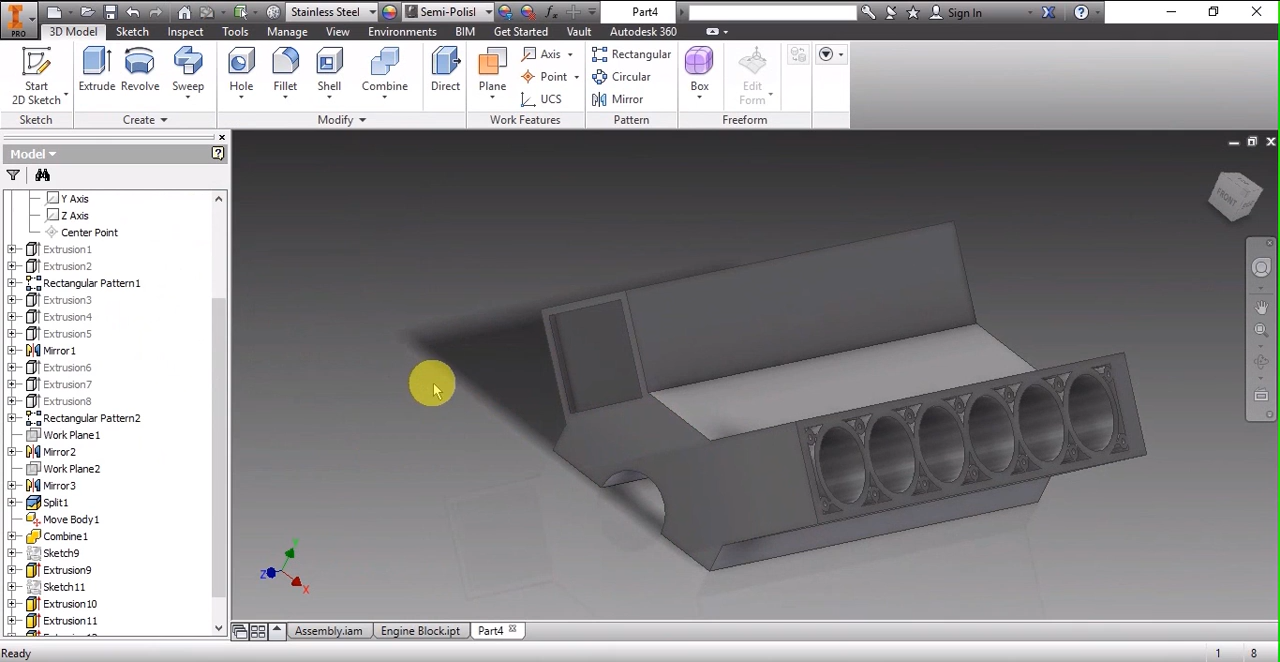 PRO
Stainless Steel
Semi-Polisl
Part4
Sign In
3D Model
Sketch
Inspect
Tools
Manage
View
Environments
BIM
Get Started
Vault
Autodesk 360
Start
2D Sketch
Extrude
Revolve
Sweep
Hole
Fillet
Shell
Combine
Direct
Plane
Axis
Point
UCS
Rectangular
Circular
Mirror
Box
Edit
Form
Sketch
Create
Modify
Work Features
Pattern
Freeform
Model
Y Axis
Z Axis
Center Point
Extrusion1
Extrusion2
Rectangular Pattern1
Extrusion3
Extrusion4
Extrusion5
Mirror1
Extrusion6
Extrusion7
Extrusion8
Rectangular Pattern2
Work Plane1
Mirror2
Work Plane2
Mirror3
Split1
Move Body1
Combine1
Sketch9
Extrusion9
Sketch11
Extrusion10
Extrusion11
FRONT
Y
Z
X
Assembly.iam
Engine Block.ipt
Part4
Ready
1
8